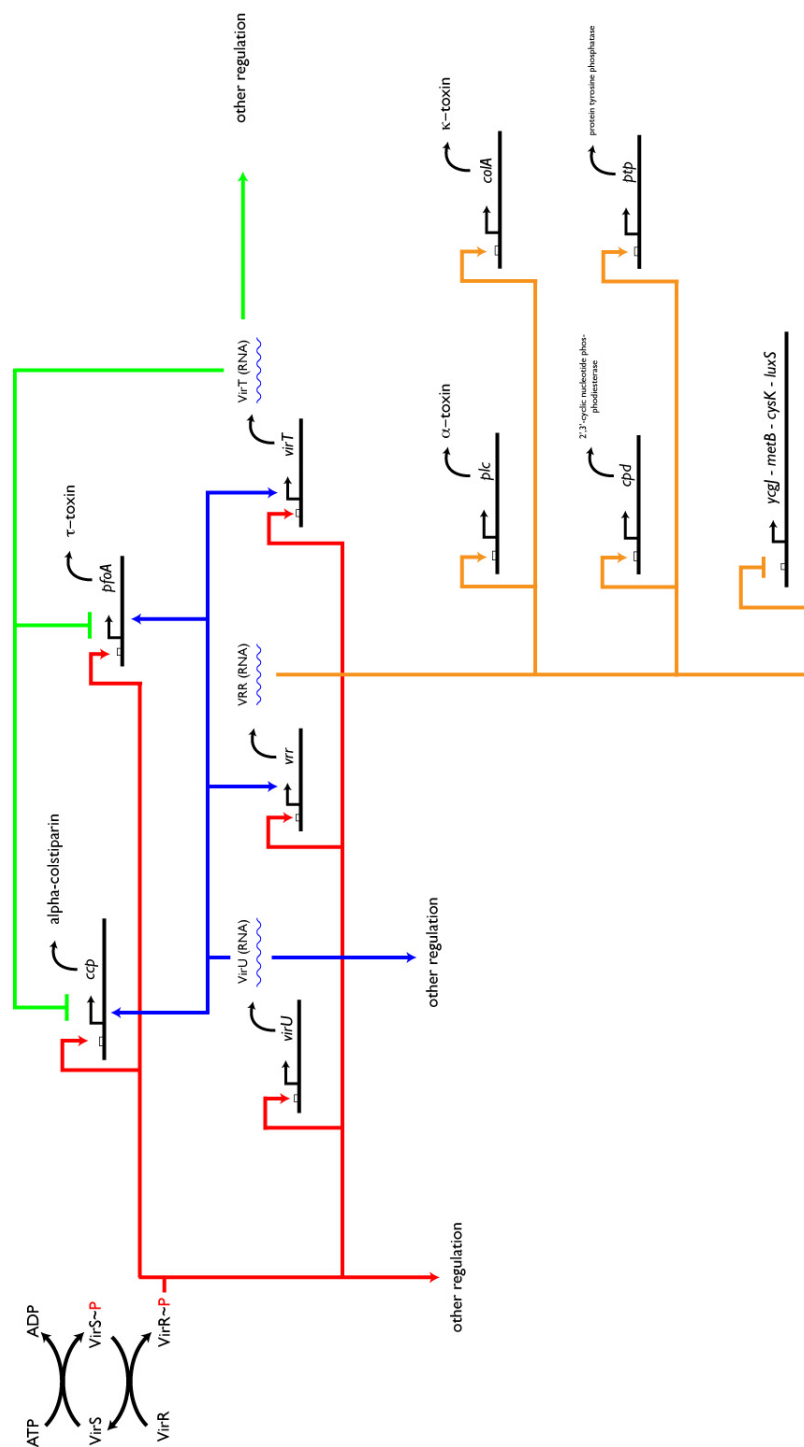 ATP
ADP
VirS
VirS~P
VirR
VirR~P
other regulation
alpha-colstiparin
ccp
τ-toxin
pfoA
VirU (RNA)
virU
other regulation
VRR (RNA)
vrr
VirT (RNA)
virT
other regulation
α-toxin
plc
κ-toxin
colA
2',3'-cyclic nucleotide phos-
phodiesterase
cpd
protein tyrosine phosphatase
ptp
ycgJ - metB - cysK - luxS